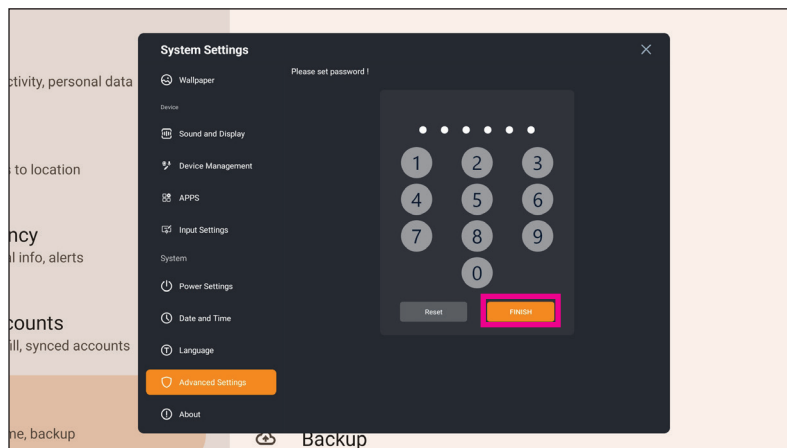 System Settings
Wallpaper
Device
Sound and Display
Device Management
APPS
Input Settings
System
Power Settings
Date and Time
Language
Advanced Settings
About
Please set password !
1 2 3
4 5 6
7 8 9
0
Reset FINISH
ctivity, personal data
to location
ncy
l info, alerts
counts
ill, synced accounts
me, backup
Backup